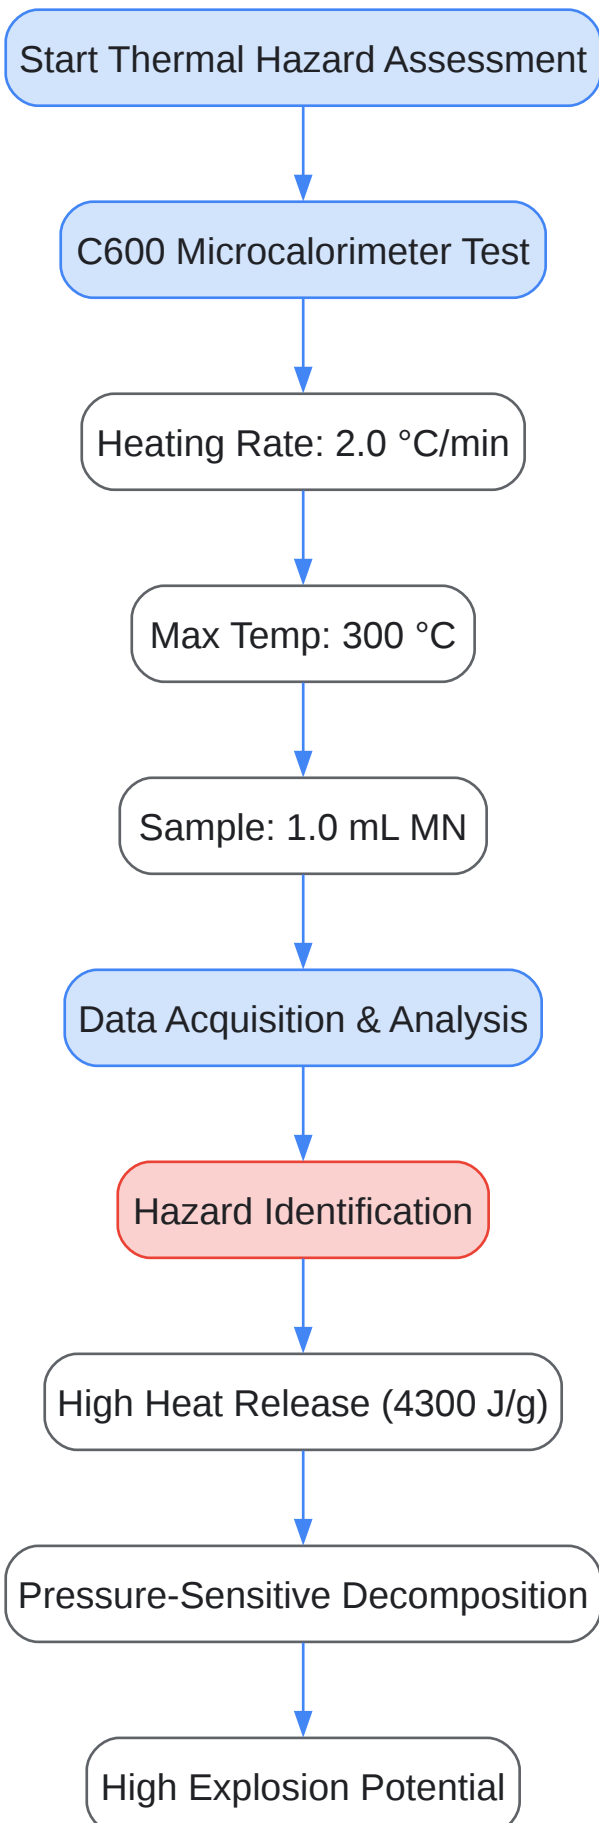 Start Thermal Hazard Assessment
C600 Microcalorimeter Test
Heating Rate: 2.0 °C/min
Max Temp: 300 °C
Sample: 1.0 mL MN
Data Acquisition & Analysis
Hazard Identification
High Heat Release (4300 J/g)
Pressure-Sensitive Decomposition
High Explosion Potential